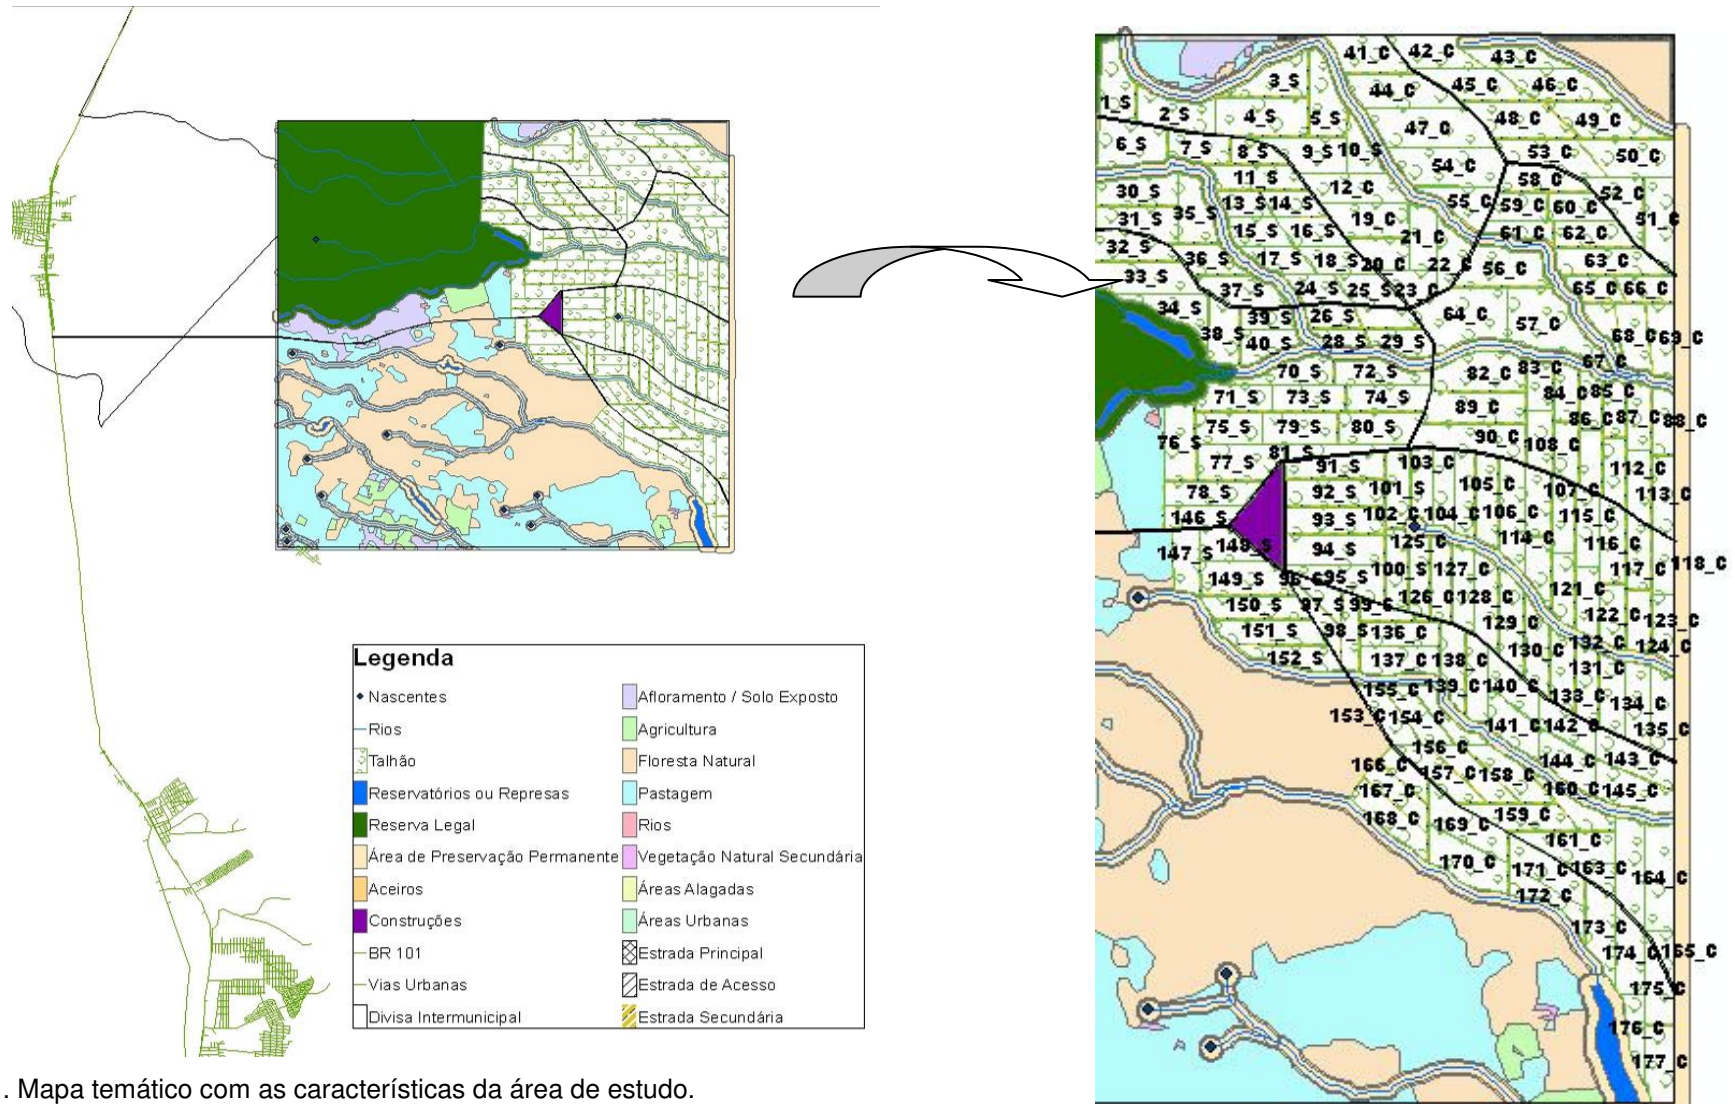 Legenda
Nascentes
Rios
Talhão
Reservatórios ou Represas
Reserva Legal
Área de Preservação Permanente
Aceiros
Construções
BR 101
Vias Urbanas
Divisa Intermunicipal
Afloramento / Solo Exposto
Agricultura
Floresta Natural
Pastagem
Rios
Vegetação Natural Secundária
Áreas Alagadas
Áreas Urbanas
Estrada Principal
Estrada de Acesso
Estrada Secundária
41_C 42_C 43_C
3_S 44_C 45_C 46_C
1_S 2_S 4_S 5_S 47_C 48_C 49_C
6_S 7_S 8_S 9_S 10_S 54_C 53_C 50_C
30_S 11_S 12_C 58_C 52_C
31_S 35_S 13_S 14_S 19_C 55_C 59_C 60_C 51_C
32_S 15_S 16_S 21_C 61_C 62_C
33_S 36_S 17_S 18_S 20_C 22_C 56_C 63_C
37_S 24_S 25_S 23_C 65_C 66_C
34_S 39_S 26_S 64_C 57_C
38_S 40_S 28_S 29_S 68_C 69_C
70_S 72_S 82_C 83_C 67_C
71_S 73_S 74_S 89_C 84_C 85_C
75_S 79_S 80_S 86_C 87_C 88_C
76_S 81_S 90_C 108_C
77_S 91_S 103_C 112_C
78_S 92_S 101_S 105_C 107_C 113_C
146_S 93_S 102_C 104_C 106_C 115_C
147_S 148_S 94_S 125_C 114_C 116_C
149_S 95_S 100_S 127_C 117_C 118_C
150_S 97_S 126_C 128_C 121_C
151_S 98_S 136_C 129_C 122_C 123_C
152_S 137_C 138_C 130_C 132_C 124_C
155_C 139_C 140_C 131_C
153_C 154_C 133_C 134_C
141_C 142_C 135_C
156_C
166_C 157_C 158_C 144_C 143_C
167_C 160_C 145_C
168_C 169_C 159_C
161_C
170_C 171_C 163_C 164_C
172_C
173_C
174_C 165_C
175_C
176_C
177_C
. Mapa temático com as características da área de estudo.